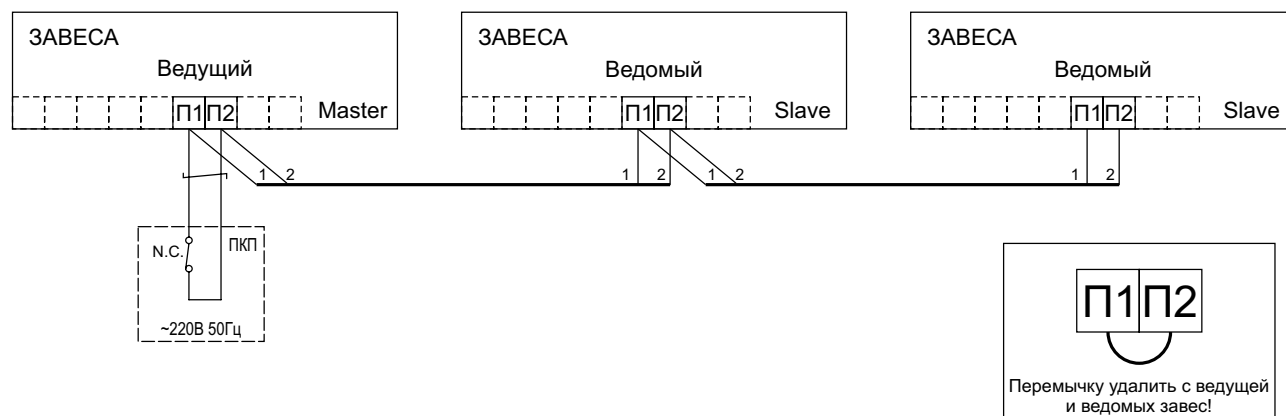 ЗАВЕСА
Ведущий
П1 П2
Master
ЗАВЕСА
Ведомый
П1 П2
Slave
ЗАВЕСА
Ведомый
П1 П2
Slave
1 2
1 2
1 2
1 2
N.C.
ПКП
~220В 50Гц
П1 П2
Перемычку удалить с ведущей
и ведомых завес!